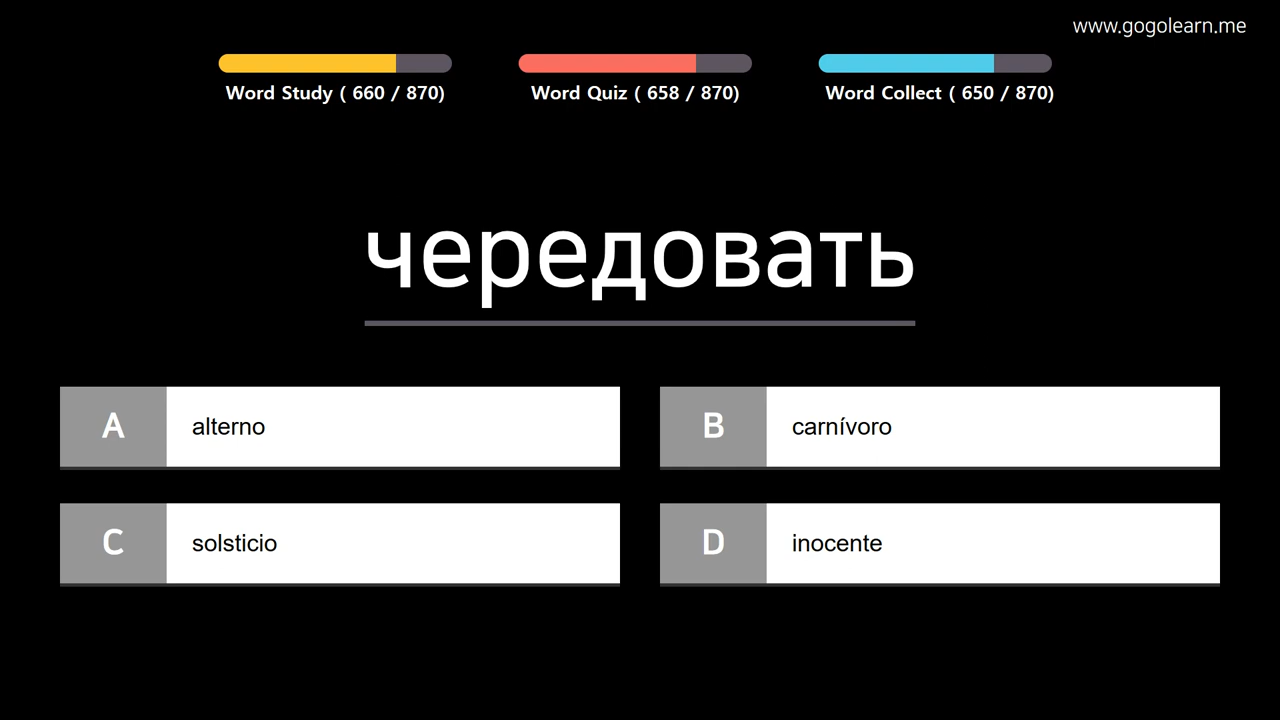 www.gogolearn.me
Word Study ( 660 / 870)
Word Quiz ( 658 / 870)
Word Collect ( 650 / 870)
чередовать
A alterno
B carnívoro
C solsticio
D inocente